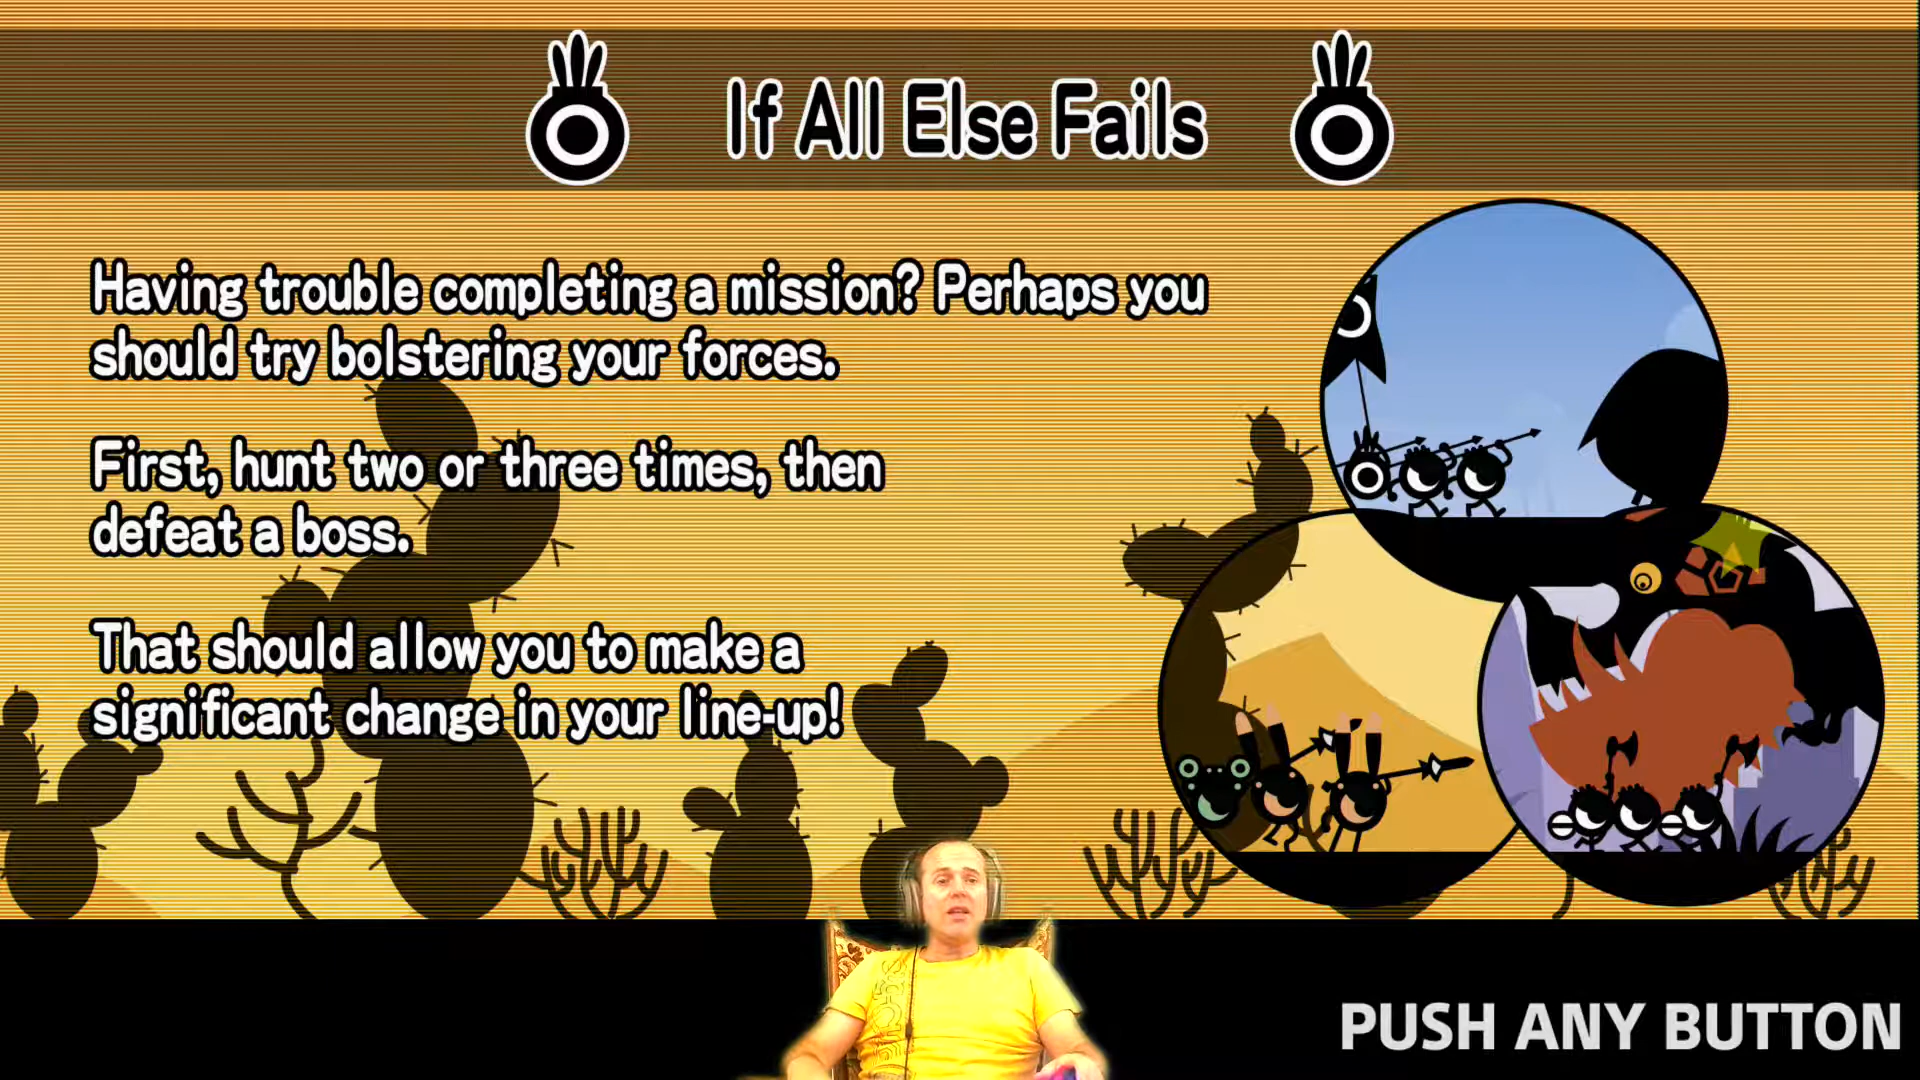 If All Else Fails
Having trouble completing a mission? Perhaps you
should try bolstering your forces.
First, hunt two or three times, then
defeat a boss.
That should allow you to make a
significant change in your line-up!
PUSH ANY BUTTON